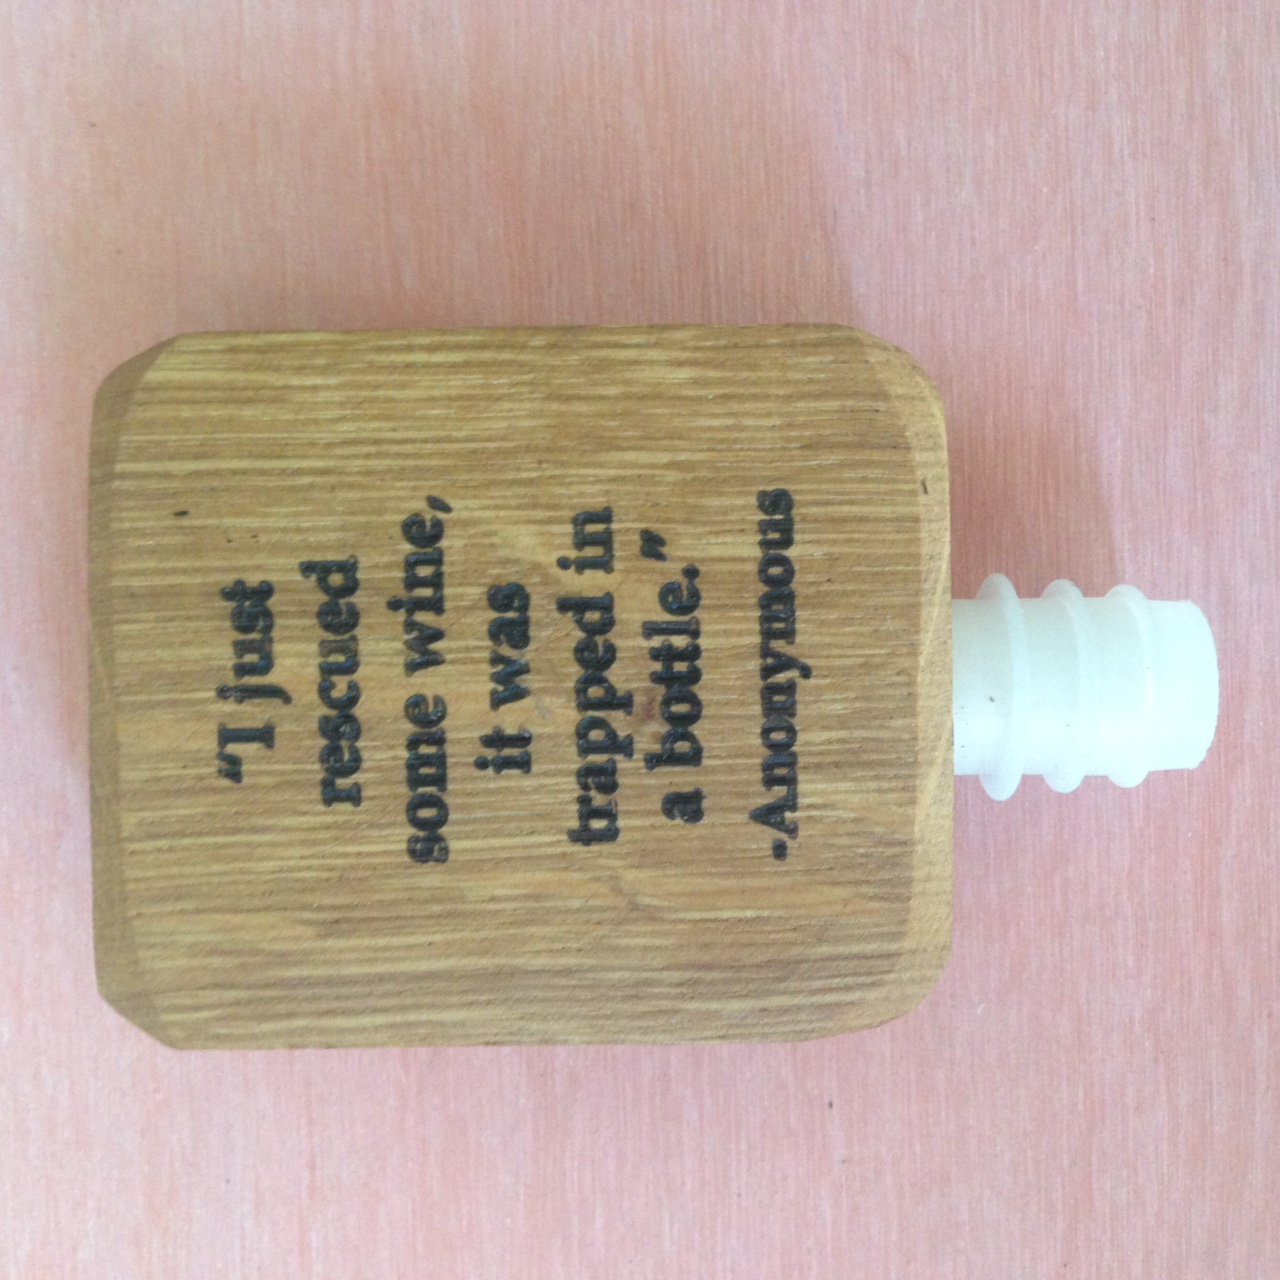 "I just
rescued
some wine,
it was
trapped in
a bottle."
-Anonymous